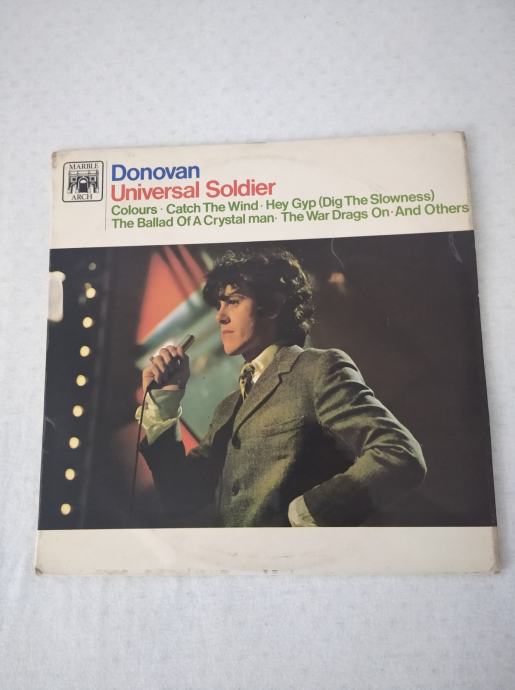 MARBLE
ARCH
Donovan
Universal Soldier
Colours · Catch The Wind · Hey Gyp (Dig The Slowness)
The Ballad Of A Crystal man · The War Drags On · And Others